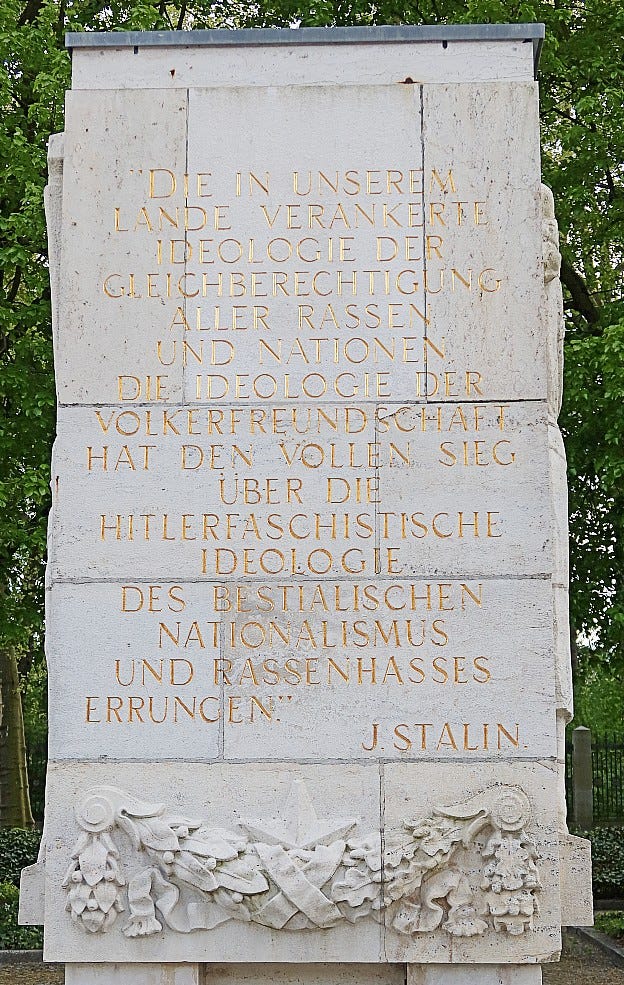 "DIE IN UNSEREM
LANDE VERANKERTE
IDEOLOGIE DER
GLEICHBERECHTIGUNG
ALLER RASSEN
UND NATIONEN
DIE IDEOLOGIE DER
VÖLKERFREUNDSCHAFT
HAT DEN VOLLEN SIEG
ÜBER DIE
HITLERFASCHISTISCHE
IDEOLOGIE
DES BESTIALISCHEN
NATIONALISMUS
UND RASSENHASSES
ERRUNGEN."
J. STALIN.